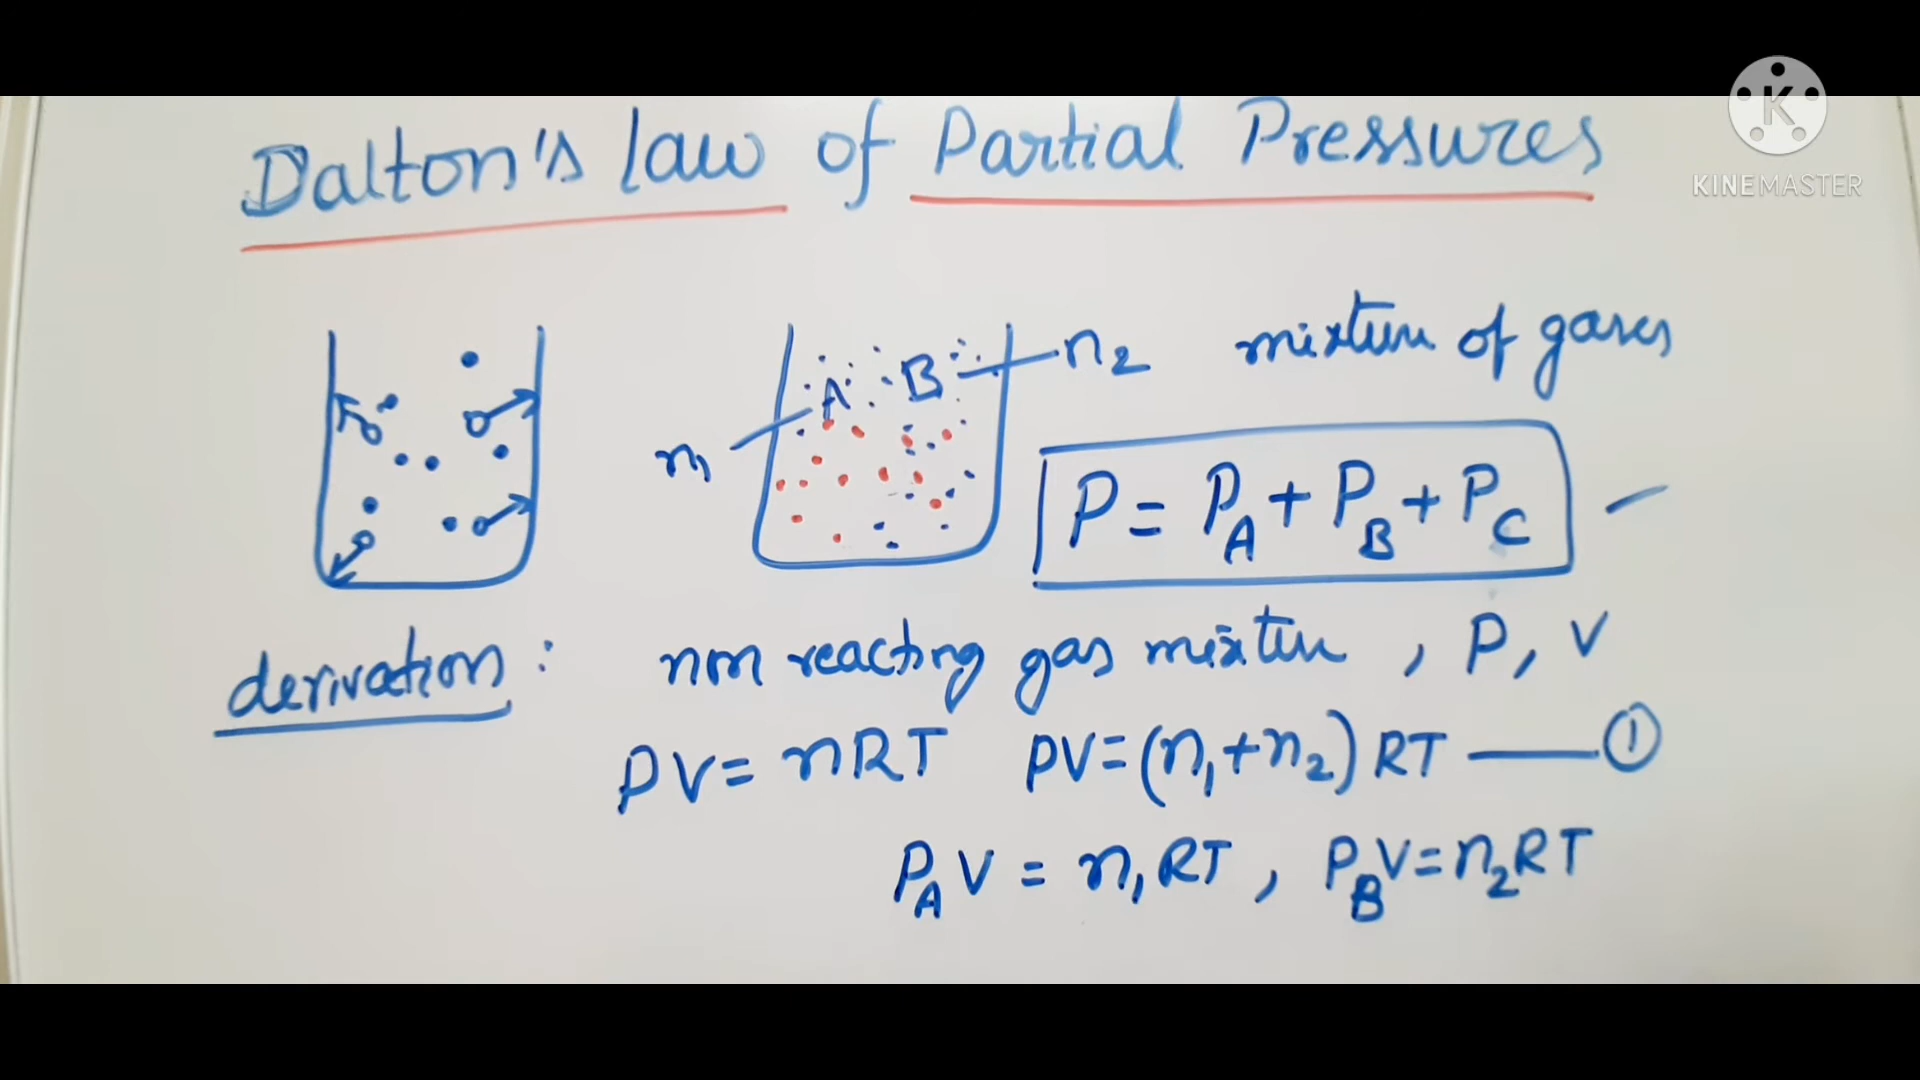 Dalton's law of Partial Pressures
K
KINEMASTER
A B n2 mixture of gases
n1
P = PA + PB + PC
derivation : non reacting gas mixture , P, V
PV = nRT PV = (n1+n2) RT —— ①
PAV = n1RT , PBV = n2RT